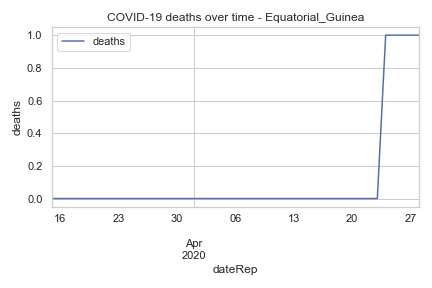 COVID-19 deaths over time - Equatorial_Guinea
deaths
1.0
0.8
0.6
0.4
0.2
0.0
deaths
16 23 30 06 13 20 27
Apr
2020
dateRep